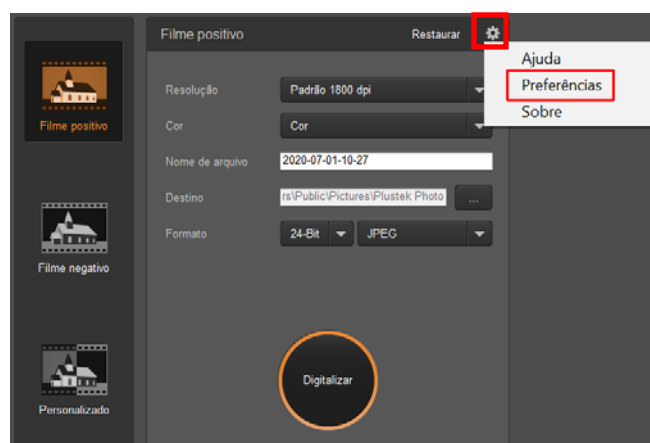 Filme positivo
Restaurar
Ajuda
Preferências
Sobre
Filme positivo
Filme negativo
Personalizado
Resolução
Padrão 1800 dpi
Cor
Cor
Nome de arquivo
2020-07-01-10-27
Destino
rs\Public\Pictures\Plustek Photo
...
Formato
24-Bit
JPEG
Digitalizar